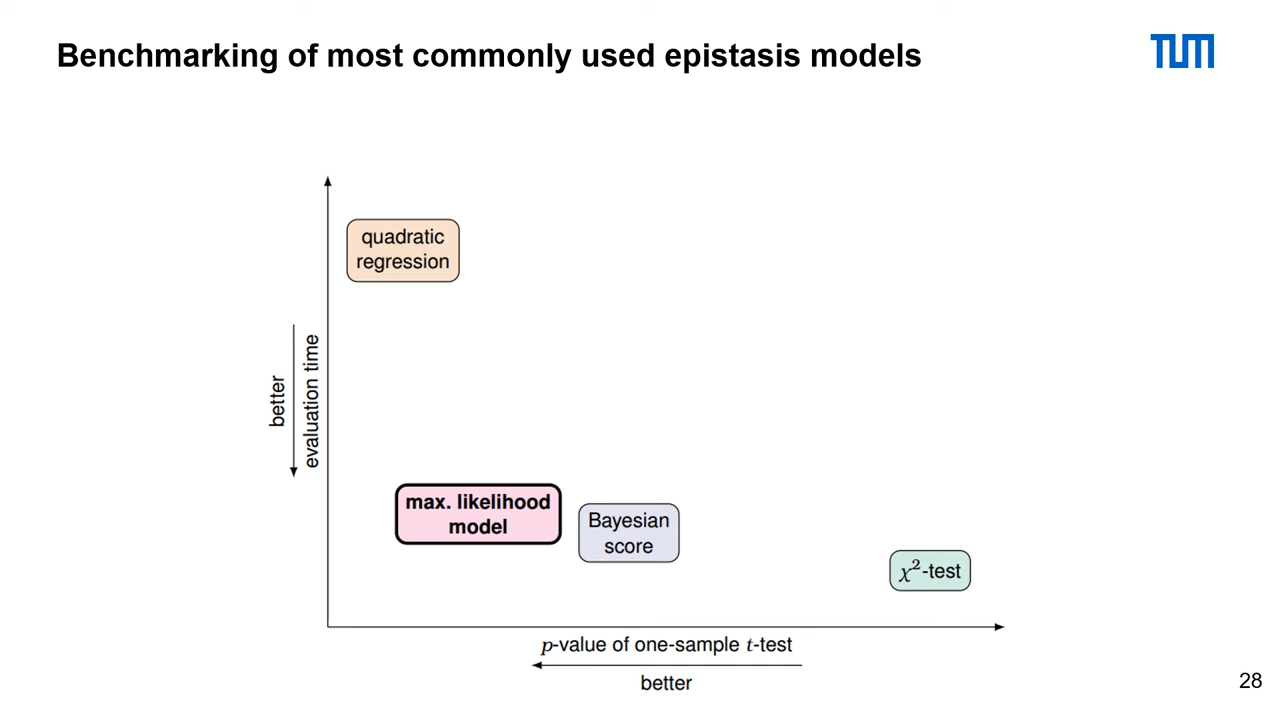 Benchmarking of most commonly used epistasis models
TUM
quadratic
regression
better
evaluation time
max. likelihood
model
Bayesian
score
χ²-test
p-value of one-sample t-test
better
28